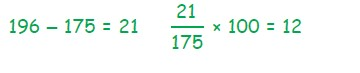 196 – 175 = 21 21/175 × 100 = 12